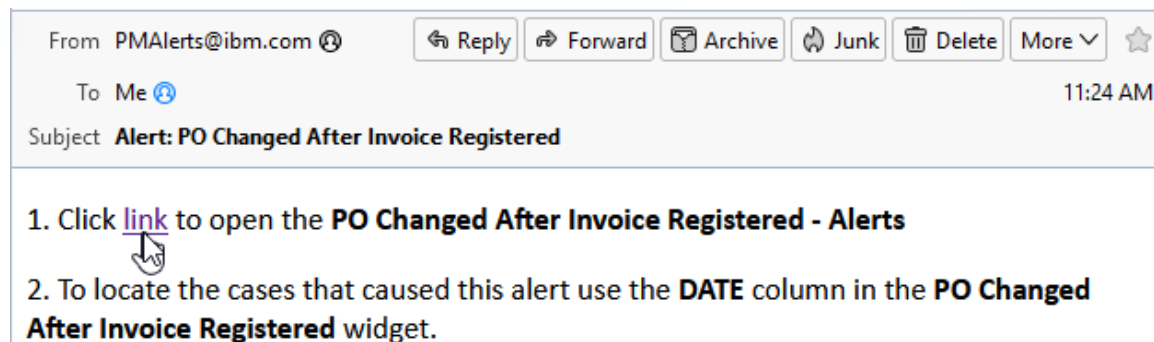 From PMAlerts@ibm.com Reply Forward Archive Junk Delete More
To Me 11:24 AM
Subject Alert: PO Changed After Invoice Registered
1. Click link to open the PO Changed After Invoice Registered - Alerts
2. To locate the cases that caused this alert use the DATE column in the PO Changed
After Invoice Registered widget.